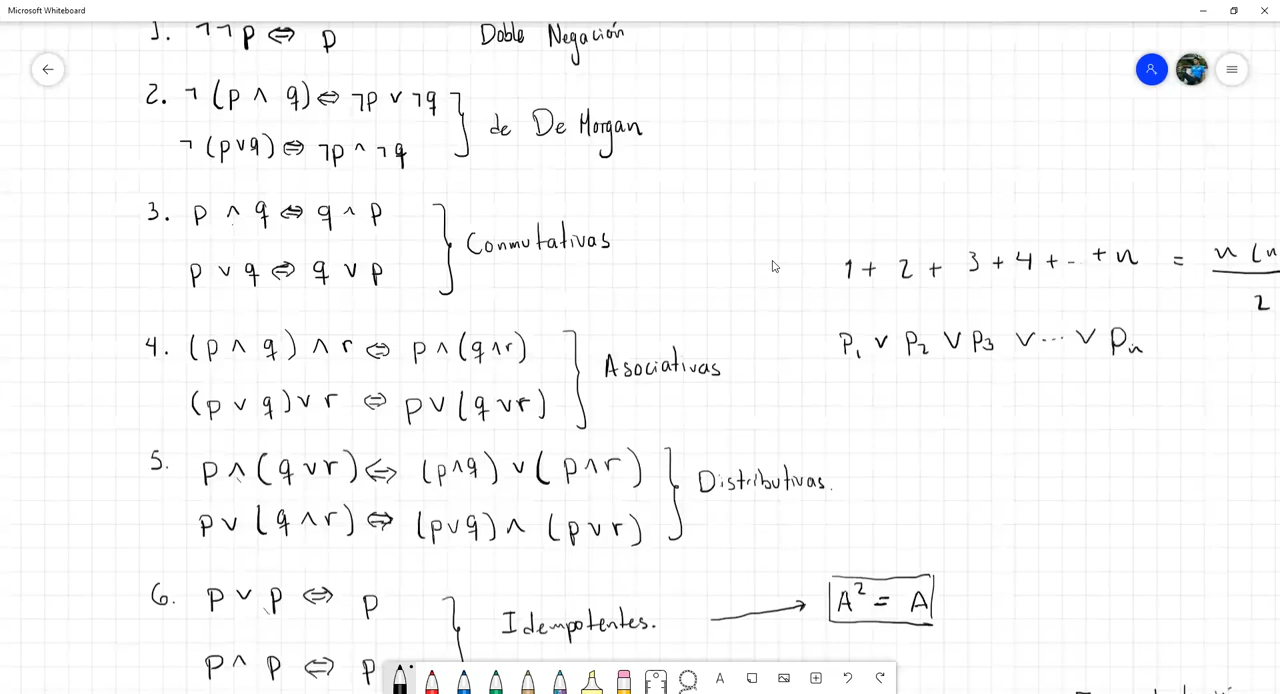 Microsoft Whiteboard
1. ¬¬p ⇔ p Doble Negación
2. ¬(p ∧ q) ⇔ ¬p ∨ ¬q
¬(p∨q) ⇔ ¬p ∧ ¬q
de De Morgan
3. p ∧ q ⇔ q ∧ p
p ∨ q ⇔ q ∨ p
Conmutativas
4. (p ∧ q) ∧ r ⇔ p ∧ (q∧r)
(p ∨ q) ∨ r ⇔ p ∨ (q ∨ r)
Asociativas
5. p ∧ (q ∨ r) ⇔ (p∧q) ∨ (p∧r)
p ∨ (q ∧ r) ⇔ (p∨q) ∧ (p∨r)
Distributivas.
6. p ∨ p ⇔ p
p ∧ p ⇔ p
Idempotentes.
A² = A
1 + 2 + 3 + 4 + ... + n = n(n
2
P₁ ∨ P₂ ∨ P₃ ∨ ... ∨ Pₙ
A